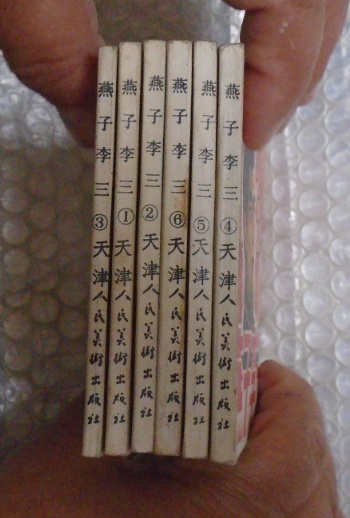 燕子李三③天津人民美術出版社
燕子李三①天津人民美術出版社
燕子李三②天津人民美術出版社
燕子李三⑥天津人民美術出版社
燕子李三⑤天津人民美術出版社
燕子李三④天津人民美術出版社